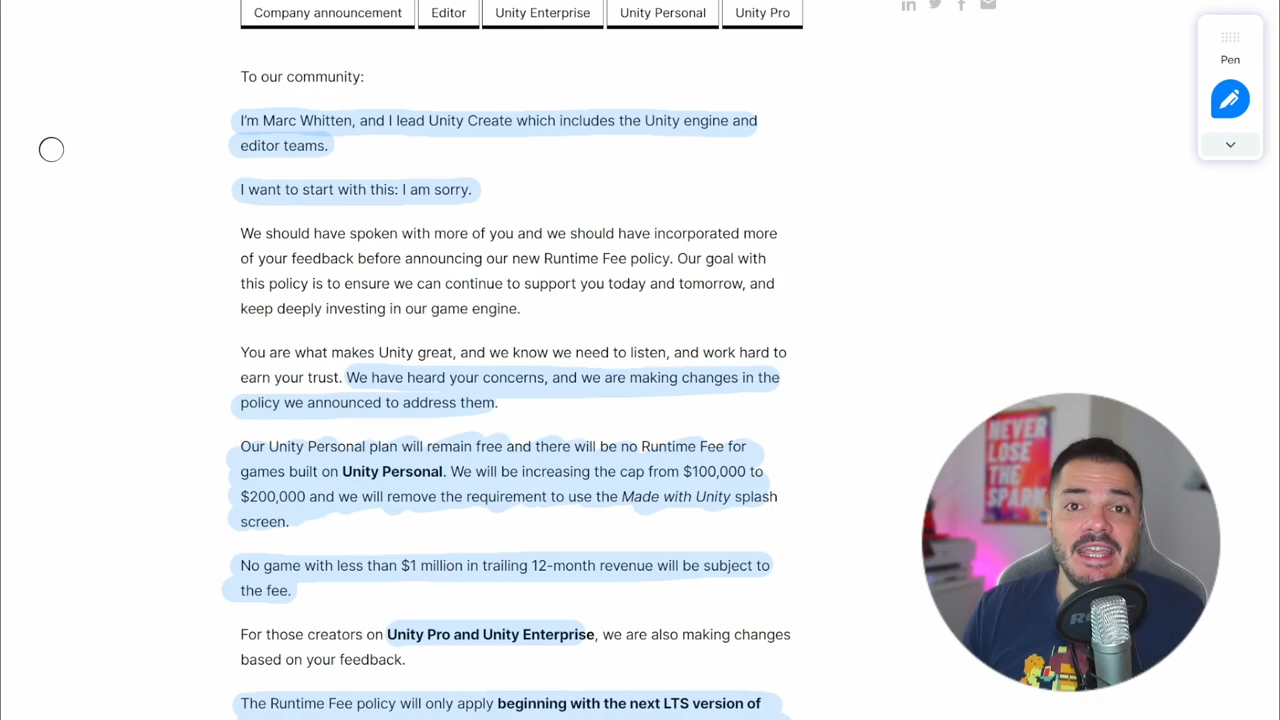 Company announcement
Editor
Unity Enterprise
Unity Personal
Unity Pro
Pen
To our community:
I'm Marc Whitten, and I lead Unity Create which includes the Unity engine and
editor teams.
I want to start with this: I am sorry.
We should have spoken with more of you and we should have incorporated more
of your feedback before announcing our new Runtime Fee policy. Our goal with
this policy is to ensure we can continue to support you today and tomorrow, and
keep deeply investing in our game engine.
You are what makes Unity great, and we know we need to listen, and work hard to
earn your trust. We have heard your concerns, and we are making changes in the
policy we announced to address them.
Our Unity Personal plan will remain free and there will be no Runtime Fee for
games built on Unity Personal. We will be increasing the cap from $100,000 to
$200,000 and we will remove the requirement to use the Made with Unity splash
screen.
No game with less than $1 million in trailing 12-month revenue will be subject to
the fee.
For those creators on Unity Pro and Unity Enterprise, we are also making changes
based on your feedback.
The Runtime Fee policy will only apply beginning with the next LTS version of
NEVER
LOSE
THE
SPARK